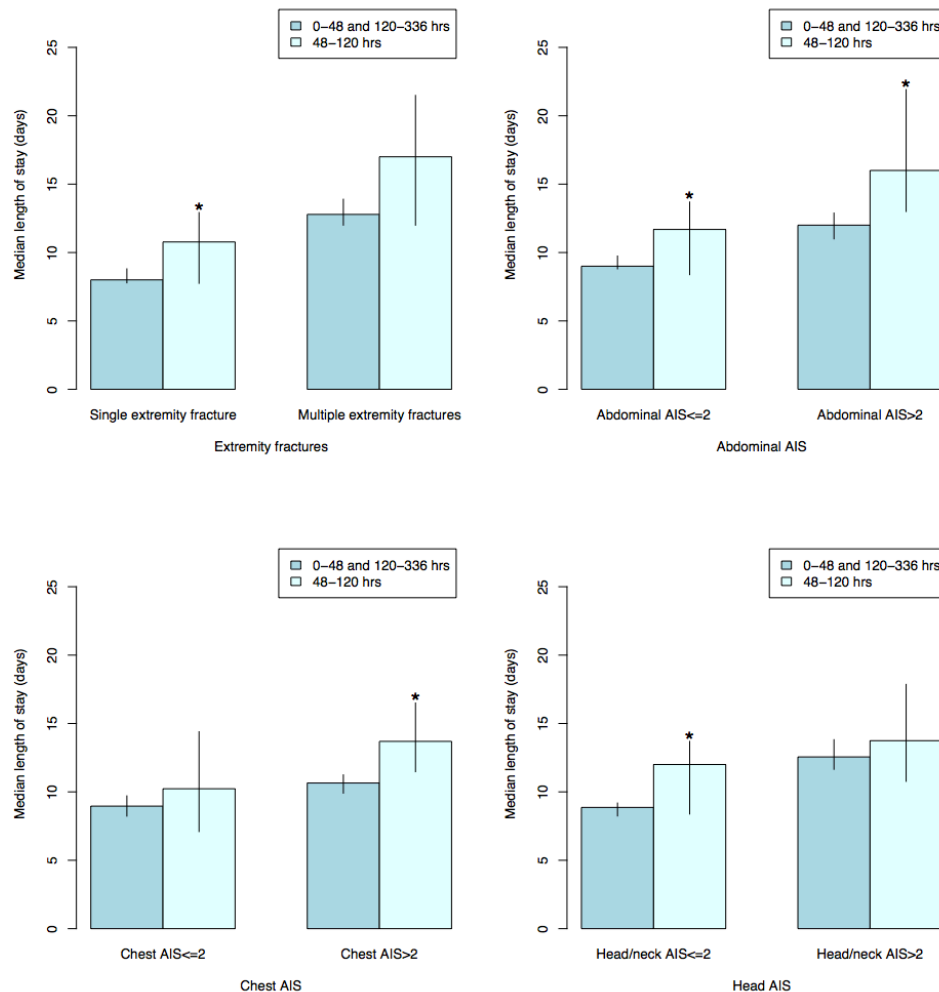 0−48 and 120−336 hrs
48−120 hrs
Median length of stay (days)
25
20
15
10
5
0
*
Single extremity fracture
Multiple extremity fractures
Extremity fractures
0−48 and 120−336 hrs
48−120 hrs
Median length of stay (days)
25
20
15
10
5
0
*
*
Abdominal AIS<=2
Abdominal AIS>2
Abdominal AIS
0−48 and 120−336 hrs
48−120 hrs
Median length of stay (days)
25
20
15
10
5
0
*
Chest AIS<=2
Chest AIS>2
Chest AIS
0−48 and 120−336 hrs
48−120 hrs
Median length of stay (days)
25
20
15
10
5
0
*
Head/neck AIS<=2
Head/neck AIS>2
Head AIS